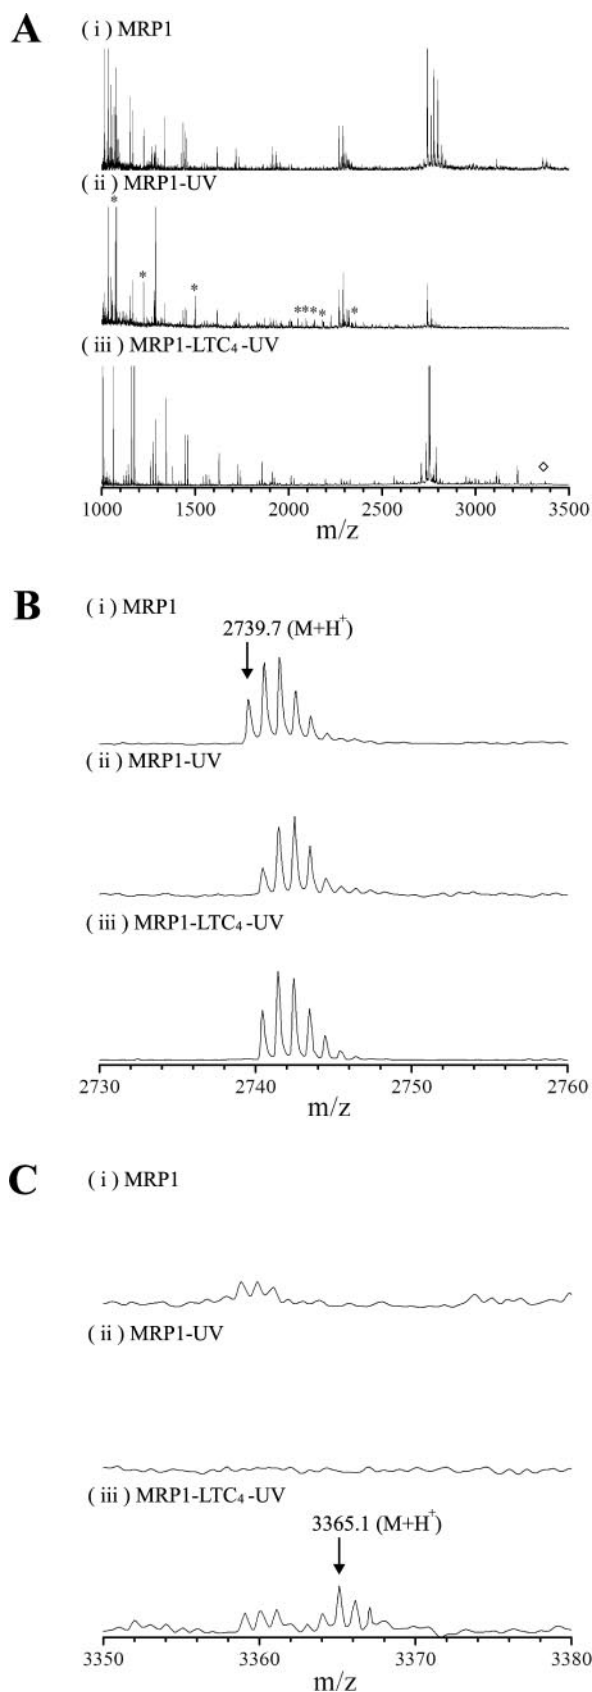 A
( i ) MRP1
( ii ) MRP1-UV
*
*
*
*** *
*
( iii ) MRP1-LTC₄ -UV
◇
1000 1500 2000 2500 3000 3500
m/z
B
( i ) MRP1
2739.7 (M+H⁺)
( ii ) MRP1-UV
( iii ) MRP1-LTC₄ -UV
2730 2740 2750 2760
m/z
C
( i ) MRP1
( ii ) MRP1-UV
( iii ) MRP1-LTC₄ -UV
3365.1 (M+H⁺)
3350 3360 3370 3380
m/z